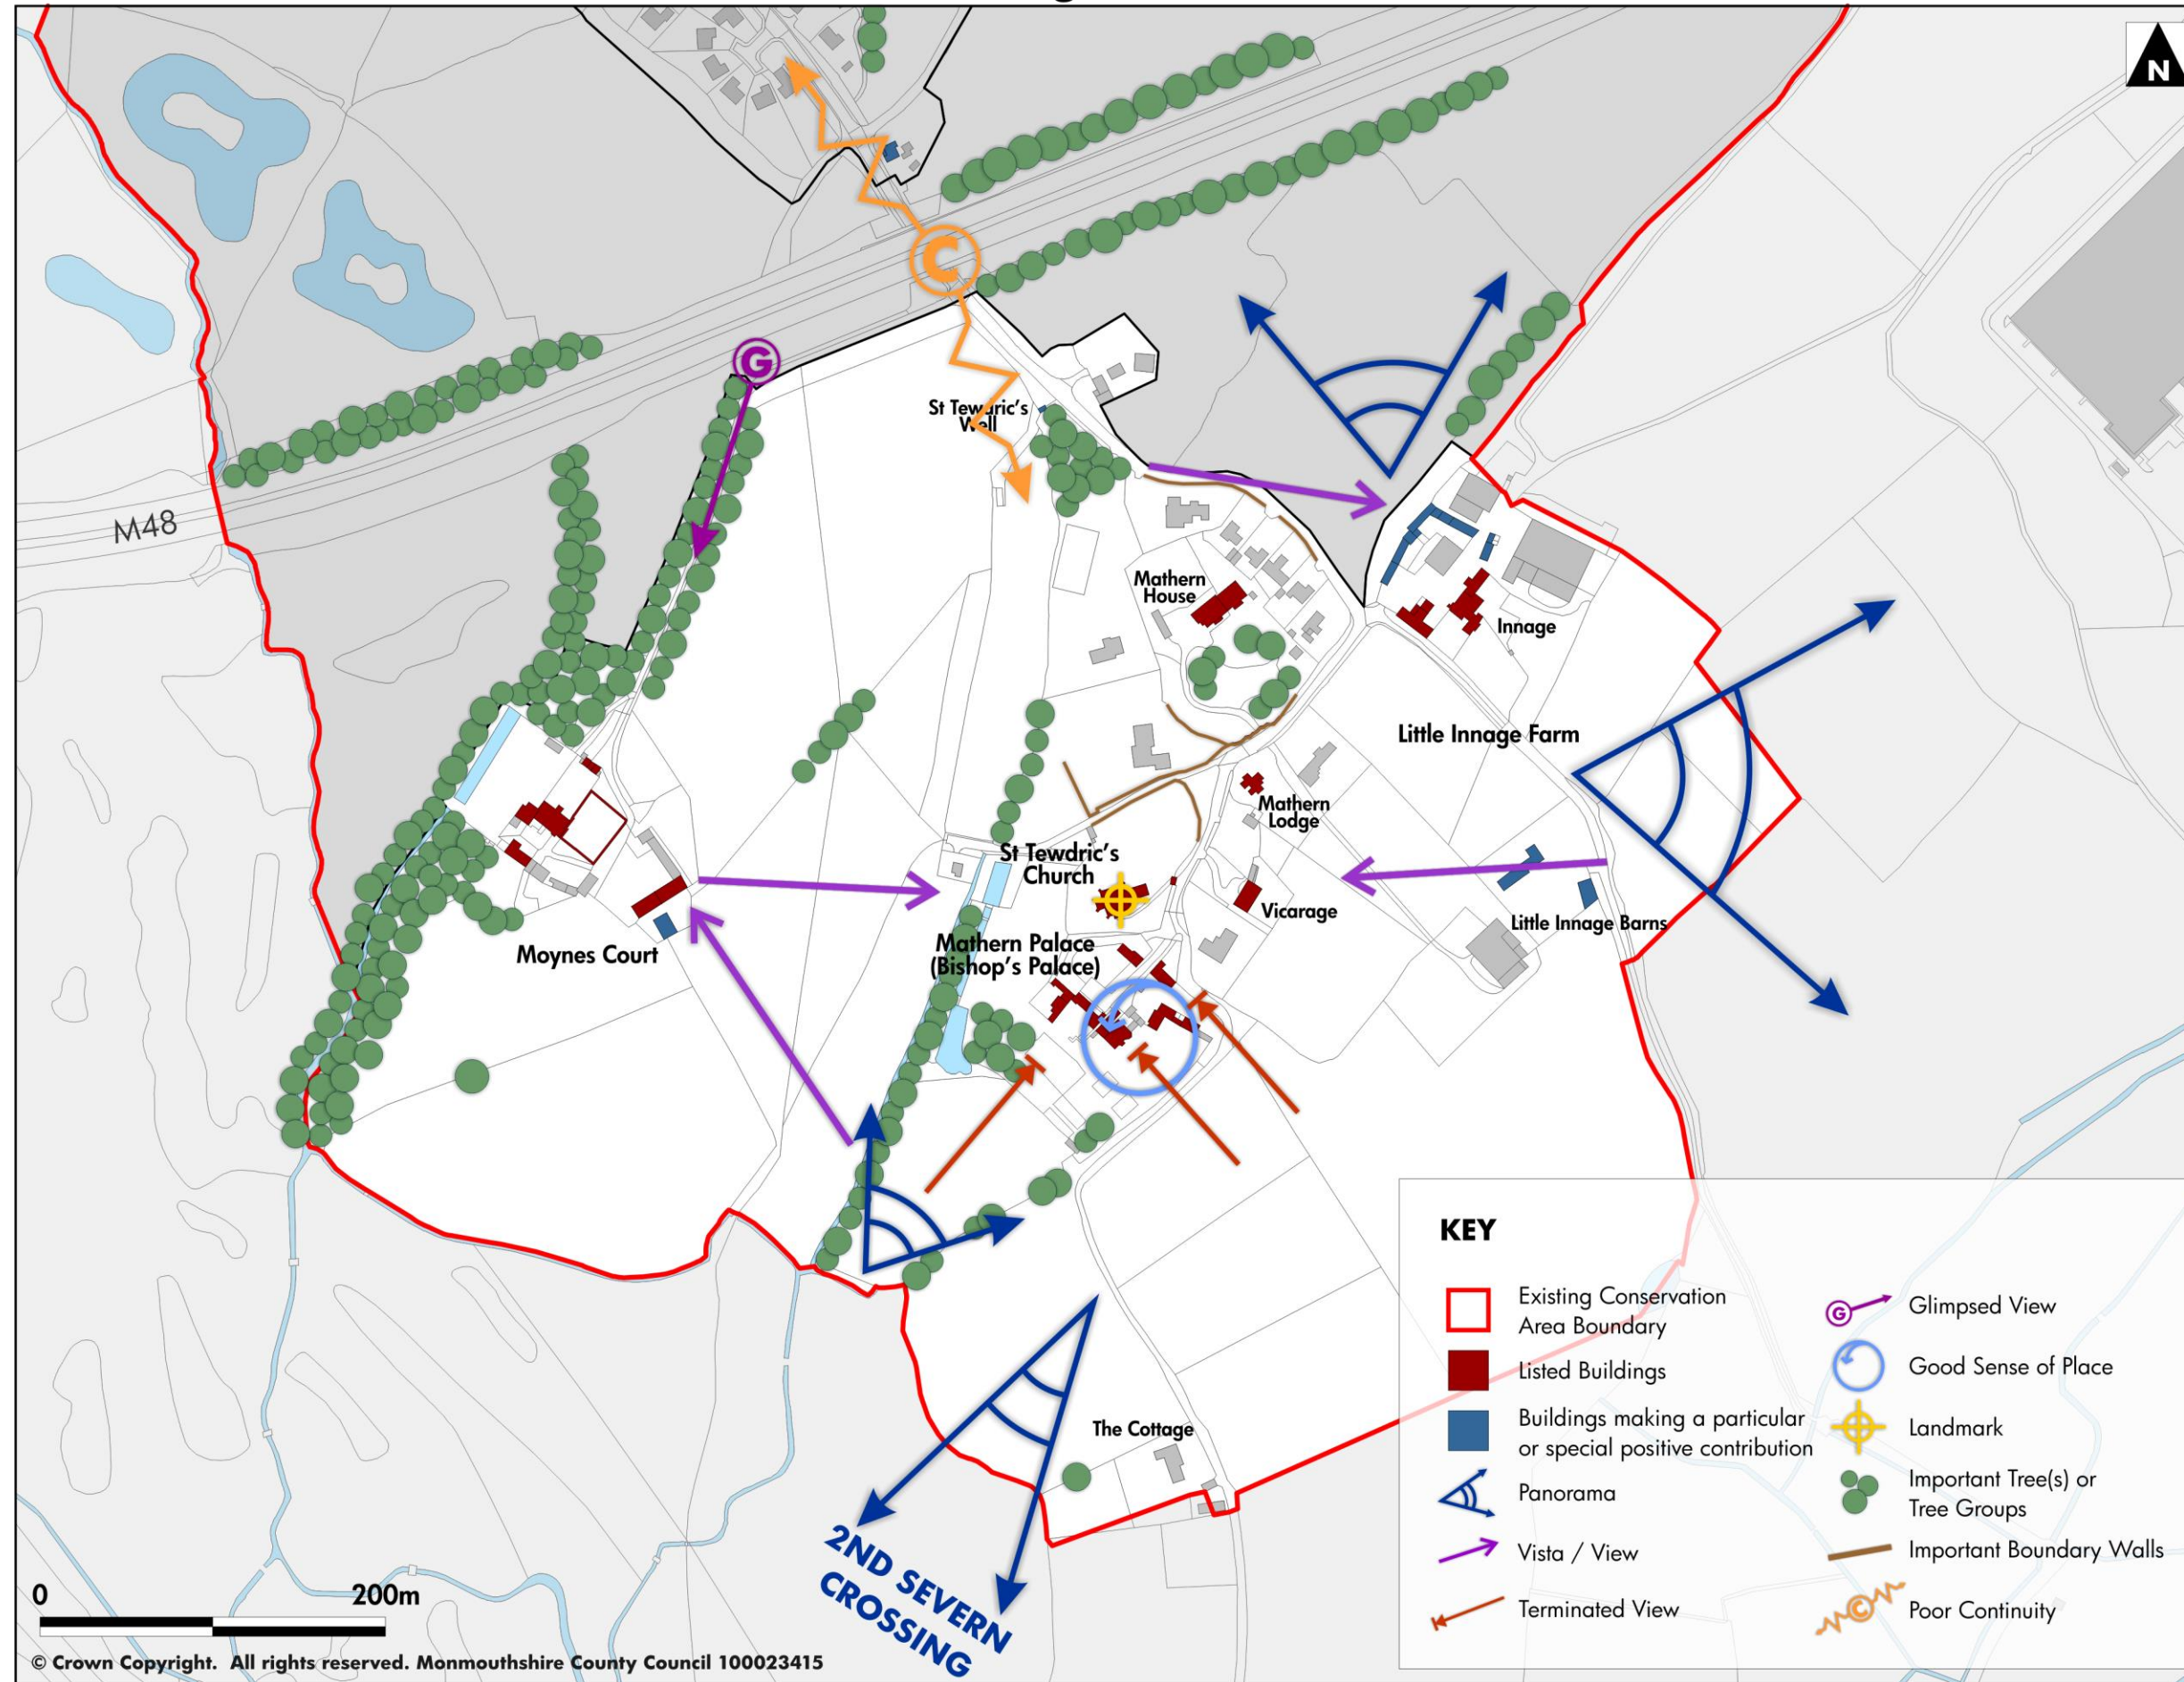 N
C
G
St Tewdric's
Well
M48
Mathern
House
Innage
Little Innage Farm
Mathern
Lodge
St Tewdric's
Church
Vicarage
Little Innage Barns
Moynes Court
Mathern Palace
(Bishop's Palace)
The Cottage
2ND SEVERN
CROSSING
KEY
Existing Conservation
Area Boundary
Listed Buildings
Buildings making a particular
or special positive contribution
Panorama
Vista / View
Terminated View
G
Glimpsed View
Good Sense of Place
Landmark
Important Tree(s) or
Tree Groups
Important Boundary Walls
C
Poor Continuity
0 200m
© Crown Copyright. All rights reserved. Monmouthshire County Council 100023415